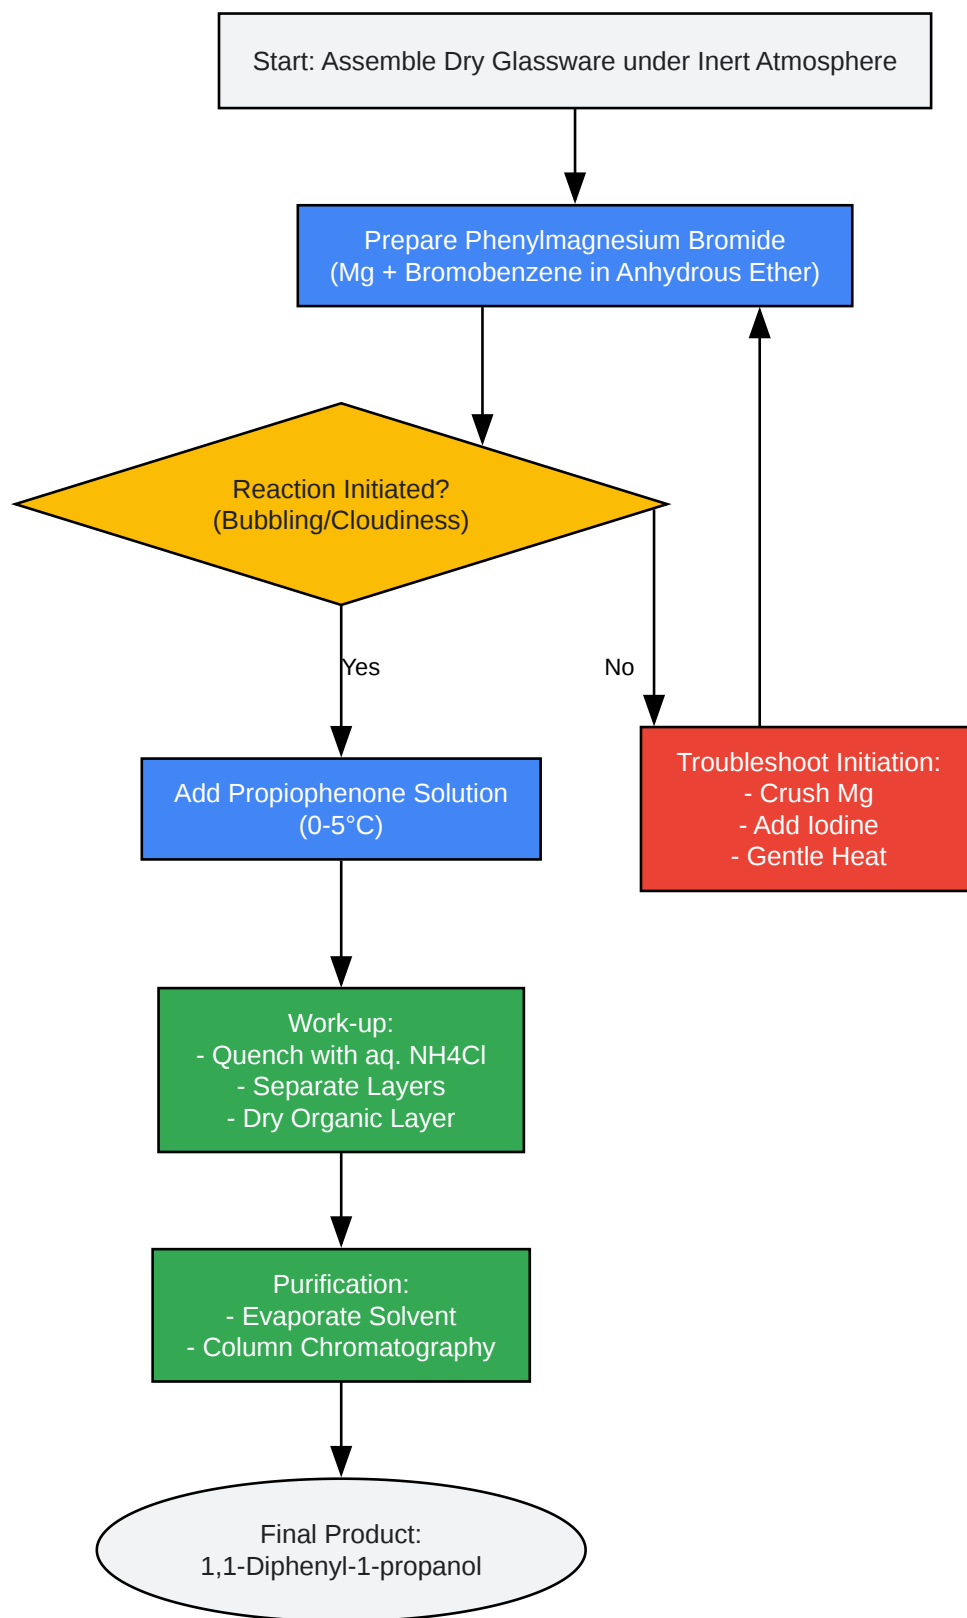 Start: Assemble Dry Glassware under Inert Atmosphere
Prepare Phenylmagnesium Bromide
(Mg + Bromobenzene in Anhydrous Ether)
Reaction Initiated?
(Bubbling/Cloudiness)
Yes
No
Add Propiophenone Solution
(0-5°C)
Troubleshoot Initiation:
- Crush Mg
- Add Iodine
- Gentle Heat
Work-up:
- Quench with aq. NH4Cl
- Separate Layers
- Dry Organic Layer
Purification:
- Evaporate Solvent
- Column Chromatography
Final Product:
1,1-Diphenyl-1-propanol